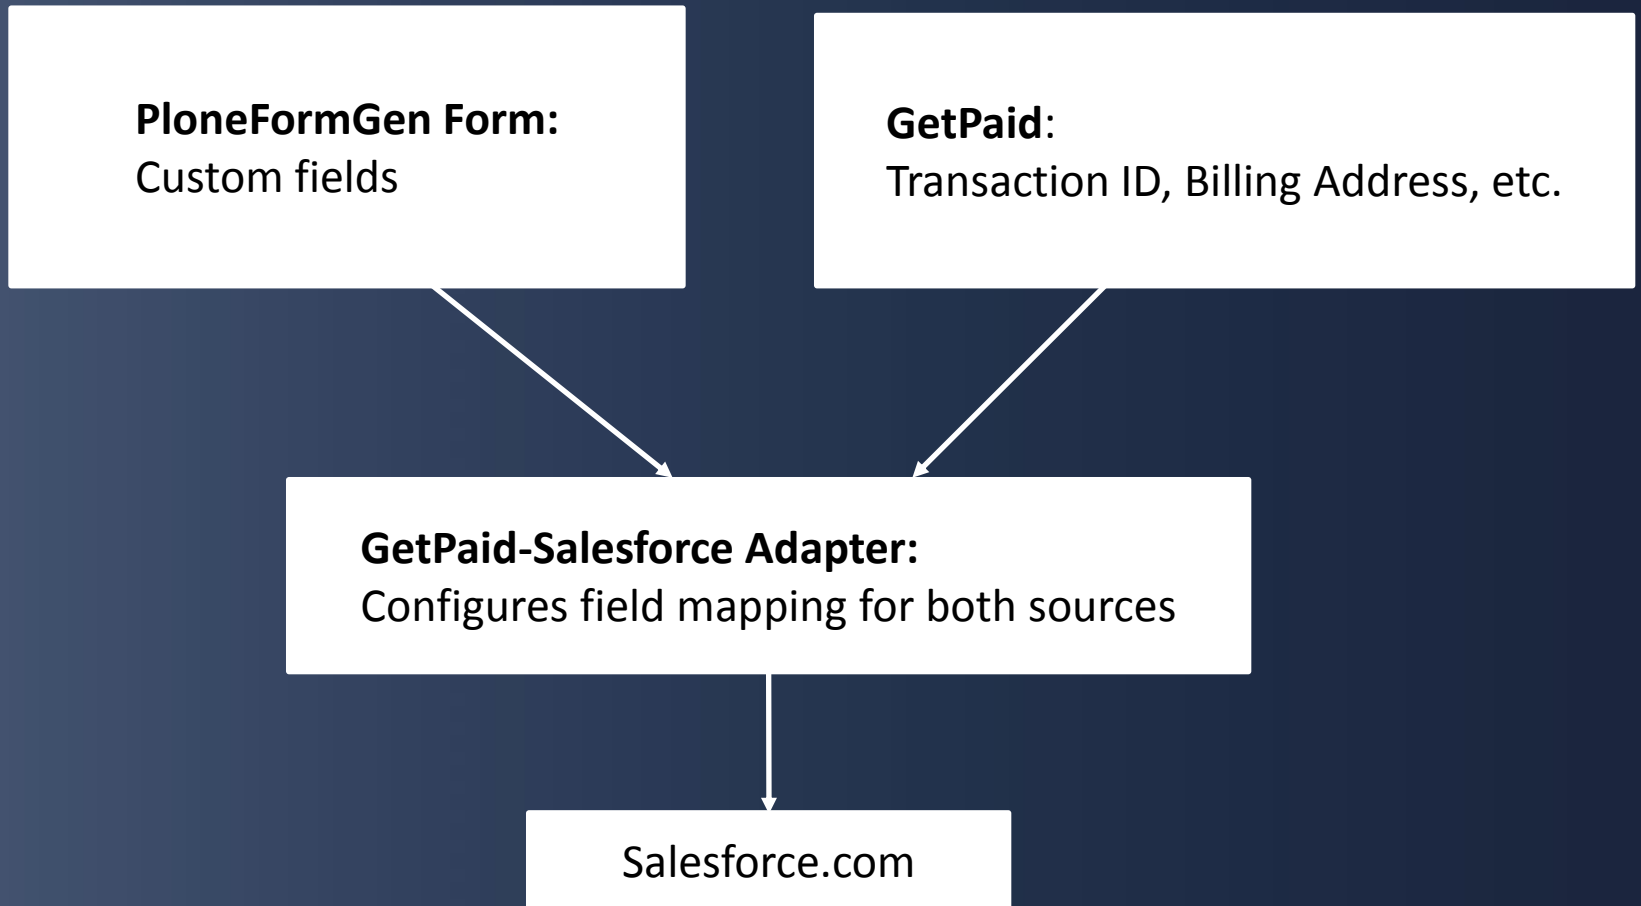 PloneFormGen Form:
Custom fields
GetPaid:
Transaction ID, Billing Address, etc.
GetPaid-Salesforce Adapter:
Configures field mapping for both sources
Salesforce.com